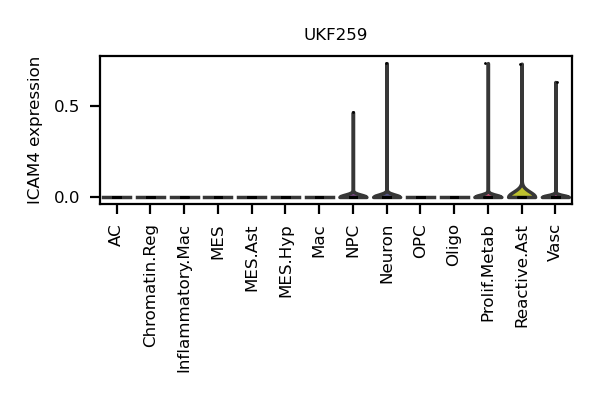 UKF259
ICAM4 expression
0.5
0.0
AC
Chromatin.Reg
Inflammatory.Mac
MES
MES.Ast
MES.Hyp
Mac
NPC
Neuron
OPC
Oligo
Prolif.Metab
Reactive.Ast
Vasc